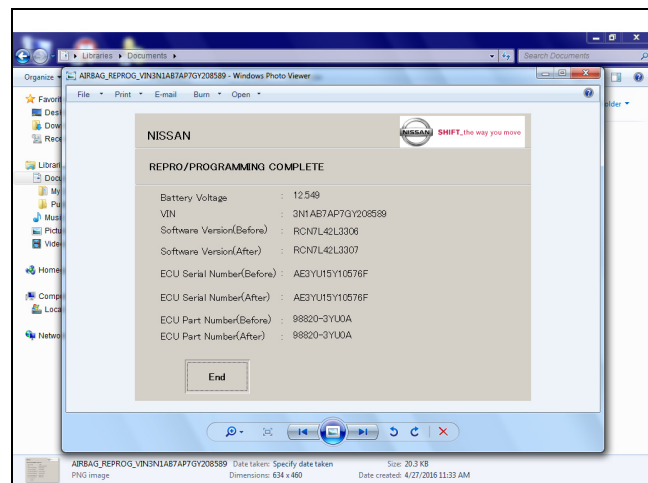 Libraries ▸ Documents ▸
Search Documents
Organize
AIRBAG_REPROG_VIN3N1AB7AP7GY208589 - Windows Photo Viewer
File Print E-mail Burn Open
NISSAN
NISSAN SHIFT_the way you move
REPRO/PROGRAMMING COMPLETE
Battery Voltage : 12.549
VIN : 3N1AB7AP7GY208589
Software Version(Before) : RCN7L42L3306
Software Version(After) : RCN7L42L3307
ECU Serial Number(Before) : AE3YU15Y10576F
ECU Serial Number(After) : AE3YU15Y10576F
ECU Part Number(Before) : 98820-3YU0A
ECU Part Number(After) : 98820-3YU0A
End
Favorit
Des
Dow
Rece
Librari
Docu
My
Pu
Musi
Pictu
Vide
Home
Compu
Loca
Netwo
older
AIRBAG_REPROG_VIN3N1AB7AP7GY208589 Date taken: Specify date taken Size: 20.3 KB
PNG image Dimensions: 634 x 460 Date created: 4/27/2016 11:33 AM